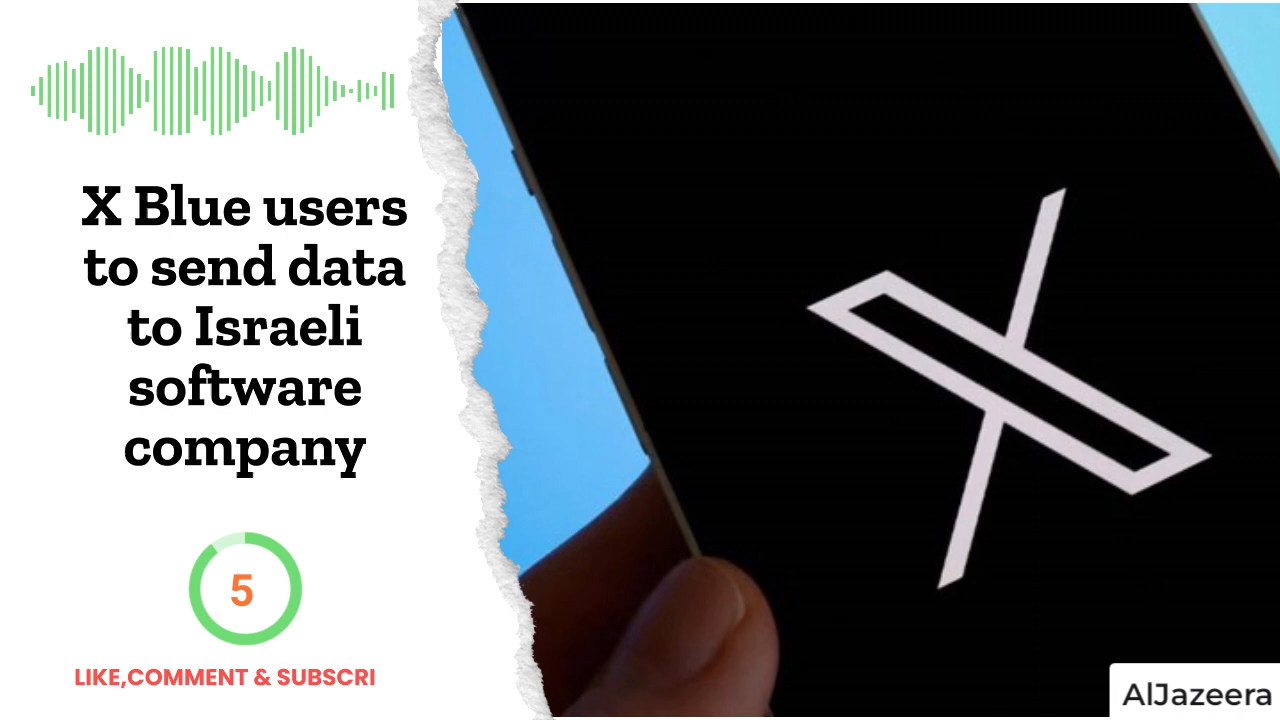 X Blue users
to send data
to Israeli
software
company
5
LIKE,COMMENT & SUBSCRI
AlJazeera